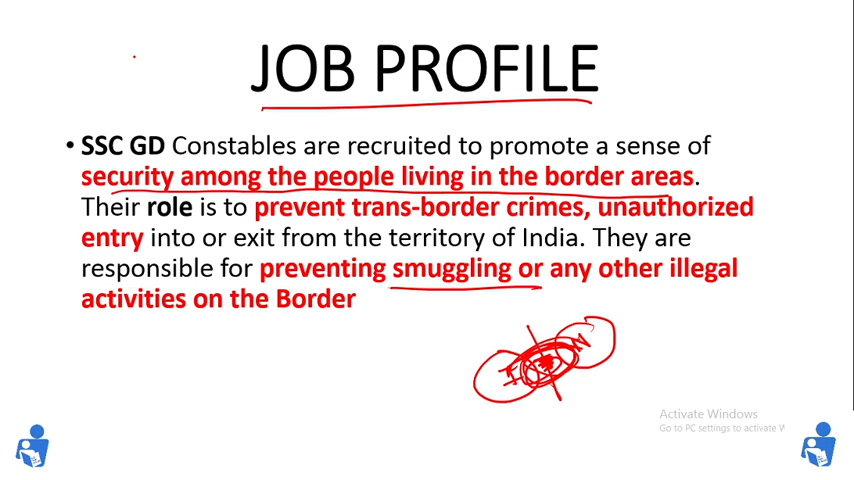 JOB PROFILE
• SSC GD Constables are recruited to promote a sense of
security among the people living in the border areas.
Their role is to prevent trans-border crimes, unauthorized
entry into or exit from the territory of India. They are
responsible for preventing smuggling or any other illegal
activities on the Border
Activate Windows
Go to PC settings to activate W